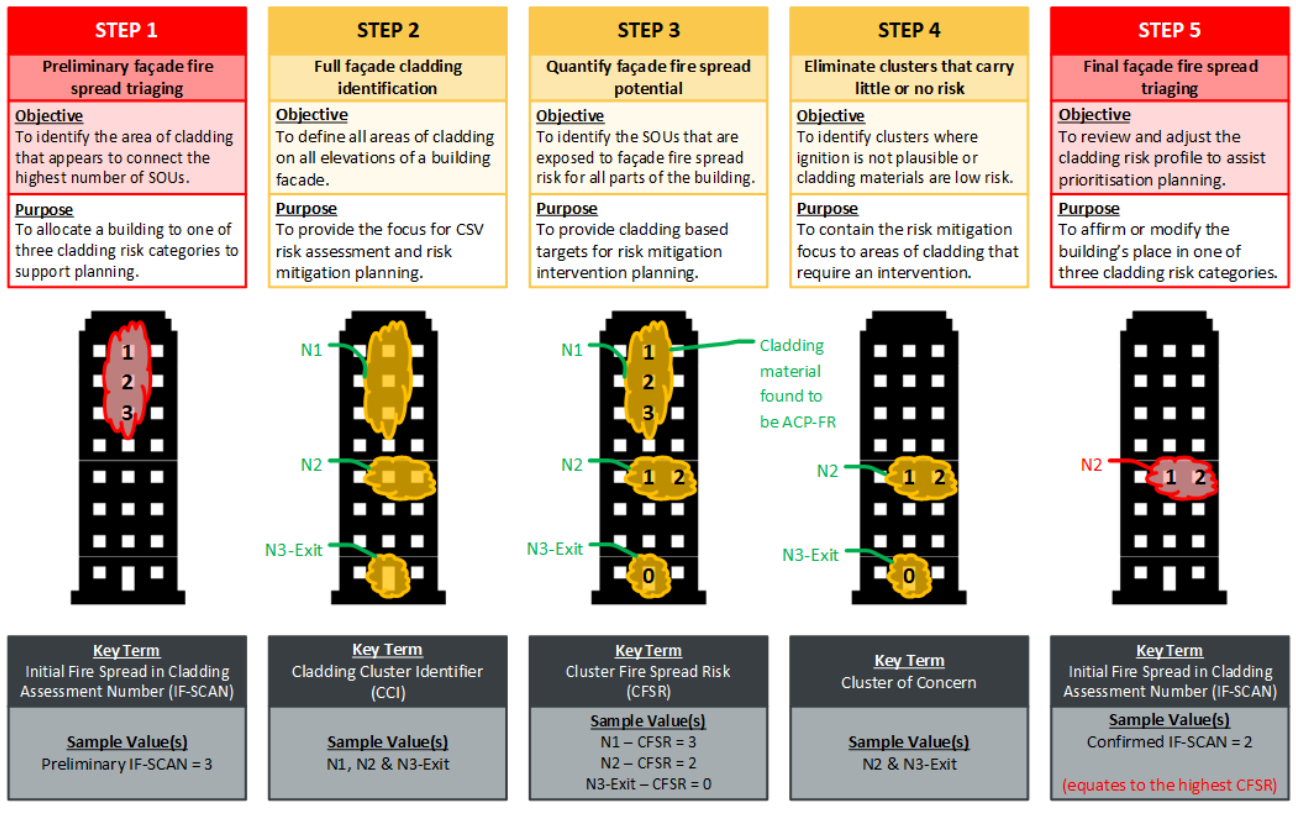 STEP 1
Preliminary façade fire
spread triaging
Objective
To identify the area of cladding
that appears to connect the
highest number of SOUs.
Purpose
To allocate a building to one of
three cladding risk categories to
support planning.
1
2
3
Key Term
Initial Fire Spread in Cladding
Assessment Number (IF-SCAN)
Sample Value(s)
Preliminary IF-SCAN = 3
STEP 2
Full façade cladding
identification
Objective
To define all areas of cladding
on all elevations of a building
facade.
Purpose
To provide the focus for CSV
risk assessment and risk
mitigation planning.
N1
N2
N3-Exit
Key Term
Cladding Cluster Identifier
(CCI)
Sample Value(s)
N1, N2 & N3-Exit
STEP 3
Quantify façade fire spread
potential
Objective
To identify the SOUs that are
exposed to façade fire spread
risk for all parts of the building.
Purpose
To provide cladding based
targets for risk mitigation
intervention planning.
N1
1
2
3
Cladding
material
found to
be ACP-FR
N2
1 2
N3-Exit
0
Key Term
Cluster Fire Spread Risk
(CFSR)
Sample Value(s)
N1 – CFSR = 3
N2 – CFSR = 2
N3-Exit – CFSR = 0
STEP 4
Eliminate clusters that carry
little or no risk
Objective
To identify clusters where
ignition is not plausible or
cladding materials are low risk.
Purpose
To contain the risk mitigation
focus to areas of cladding that
require an intervention.
N2
1 2
N3-Exit
0
Key Term
Cluster of Concern
Sample Value(s)
N2 & N3-Exit
STEP 5
Final façade fire spread
triaging
Objective
To review and adjust the
cladding risk profile to assist
prioritisation planning.
Purpose
To affirm or modify the
building’s place in one of
three cladding risk categories.
N2
1 2
Key Term
Initial Fire Spread in Cladding
Assessment Number (IF-SCAN)
Sample Value(s)
Confirmed IF-SCAN = 2
(equates to the highest CFSR)